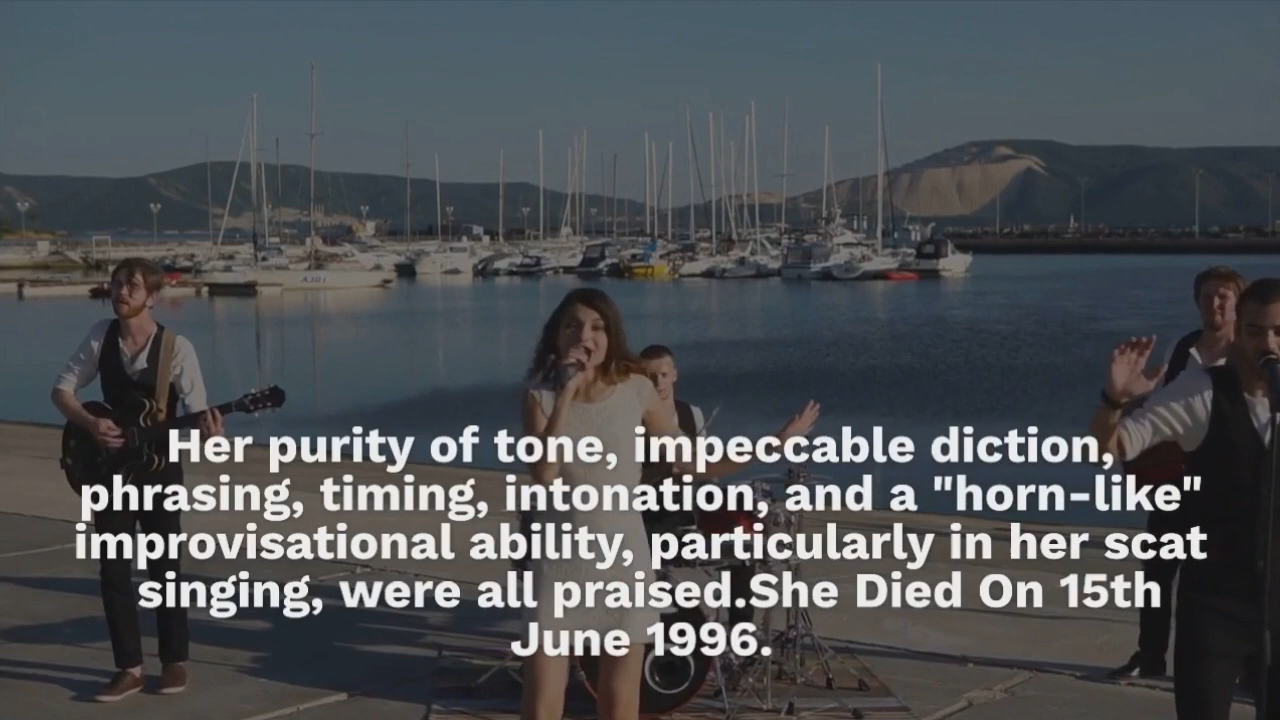 Her purity of tone, impeccable diction,
phrasing, timing, intonation, and a "horn-like"
improvisational ability, particularly in her scat
singing, were all praised.She Died On 15th
June 1996.